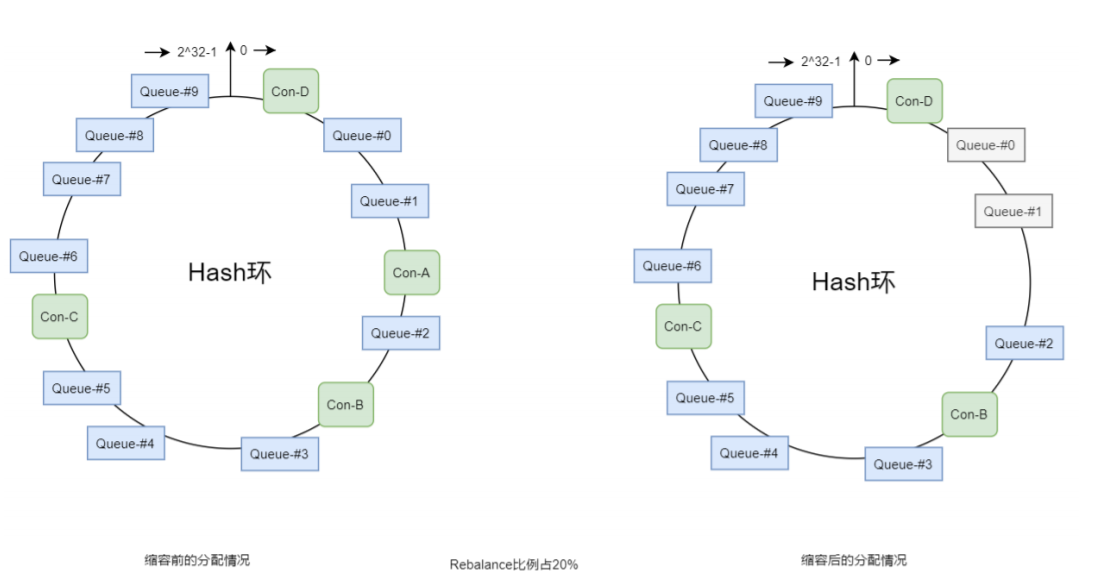 2^32-1
0
Queue-#9
Con-D
Queue-#8
Queue-#0
Queue-#7
Queue-#1
Queue-#6
Hash环
Con-A
Con-C
Queue-#2
Queue-#5
Con-B
Queue-#4
Queue-#3
缩容前的分配情况
Rebalance比例占20%
2^32-1
0
Queue-#9
Con-D
Queue-#8
Queue-#0
Queue-#7
Queue-#1
Queue-#6
Hash环
Con-C
Queue-#2
Queue-#5
Con-B
Queue-#4
Queue-#3
缩容后的分配情况